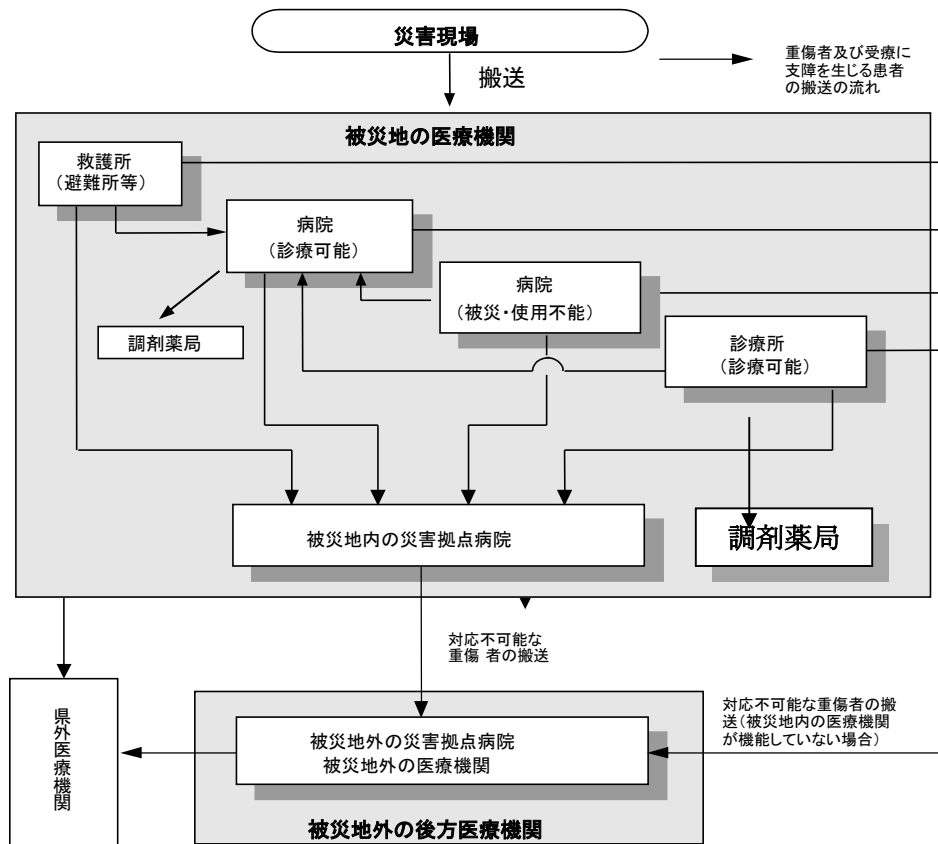 災害現場
搬送
重傷者及び受療に
支障を生じる患者
の搬送の流れ
被災地の医療機関
救護所
（避難所等）
病院
（診療可能）
病院
（被災・使用不能）
調剤薬局
診療所
（診療可能）
被災地内の災害拠点病院
調剤薬局
対応不可能な
重傷 者の搬送
県外医療機関
被災地外の災害拠点病院
被災地外の医療機関
対応不可能な重傷者の搬
送（被災地内の医療機関
が機能していない場合）
被災地外の後方医療機関